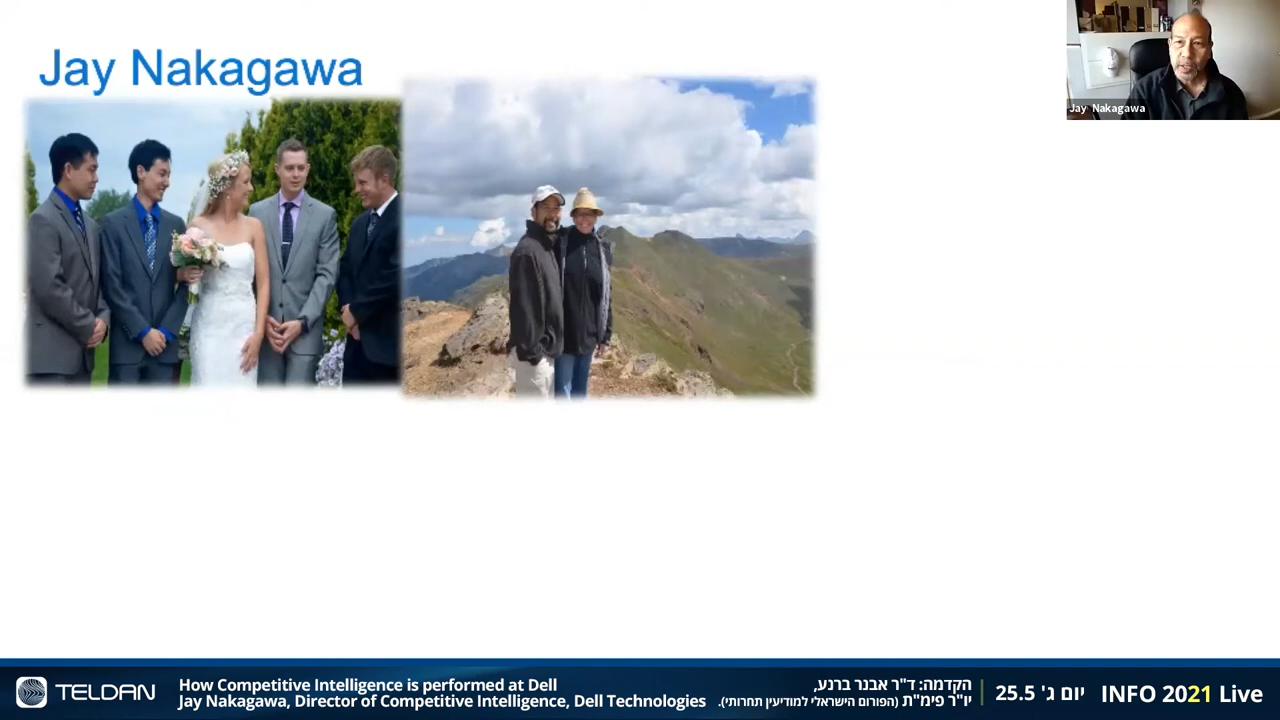 Jay Nakagawa
Jay Nakagawa
TELDAN
How Competitive Intelligence is performed at Dell
Jay Nakagawa, Director of Competitive Intelligence, Dell Technologies
הקדמה: ד"ר אבנר ברנע,
יו"ר פימ"ת (הפורום הישראלי למודיעין תחרותי).
יום ג' 25.5
INFO 2021 Live